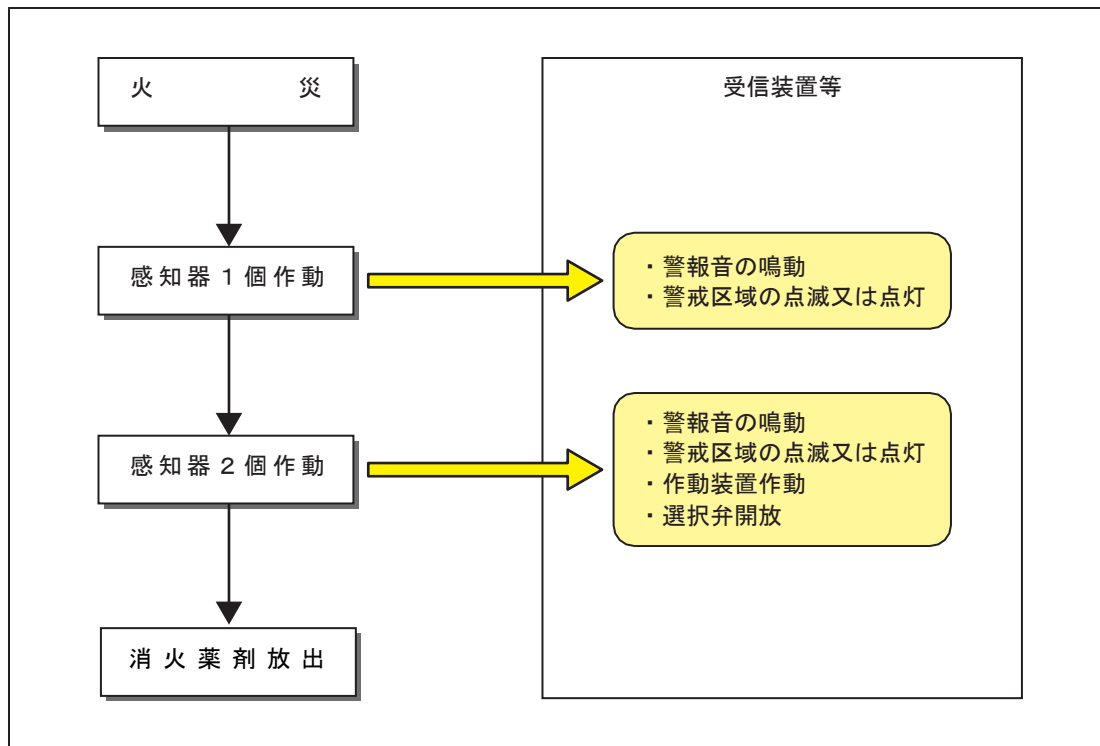 火災
受信装置等
感知器１個作動
・警報音の鳴動
・警戒区域の点滅又は点灯
感知器２個作動
・警報音の鳴動
・警戒区域の点滅又は点灯
・作動装置作動
・選択弁開放
消火薬剤放出